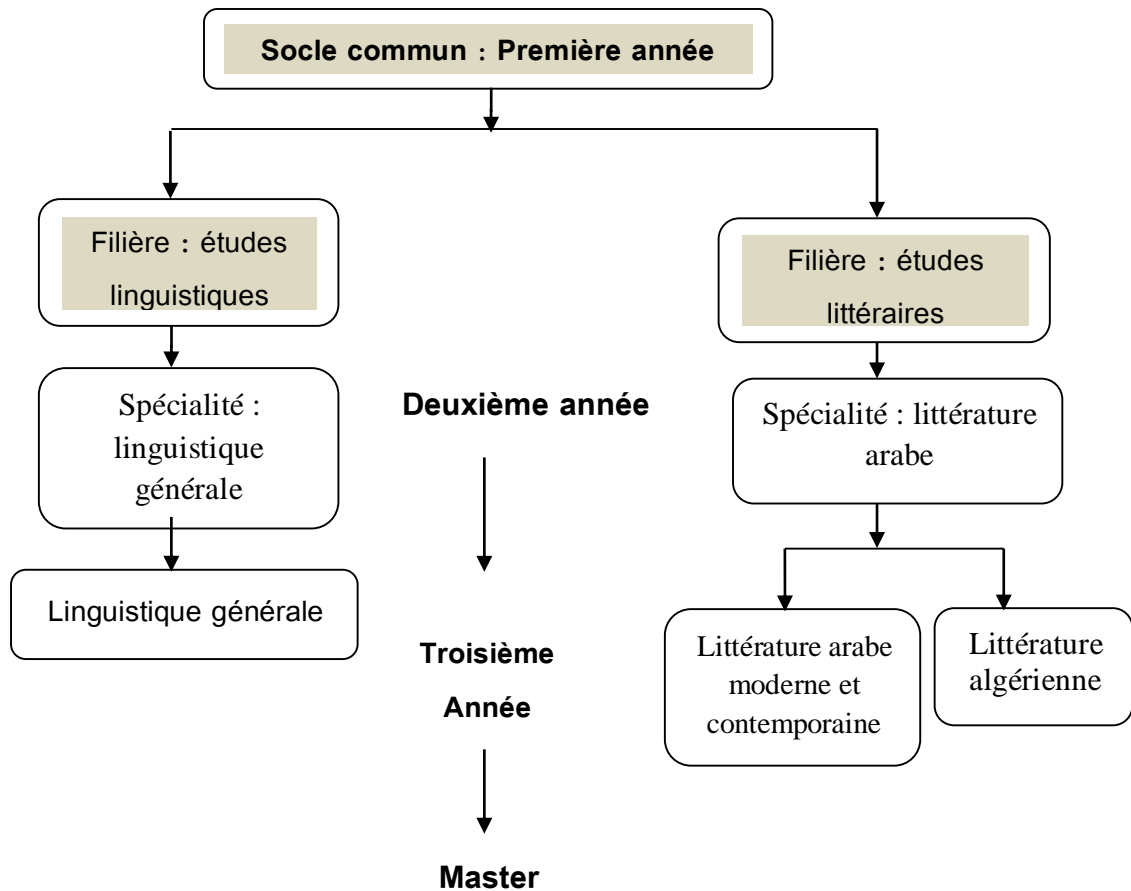 Socle commun : Première année
Filière : études
linguistiques
Filière : études
littéraires
Spécialité :
linguistique
générale
Deuxième année
Spécialité : littérature
arabe
Linguistique générale
Troisième
Année
Littérature arabe
moderne et
contemporaine
Littérature
algérienne
Master